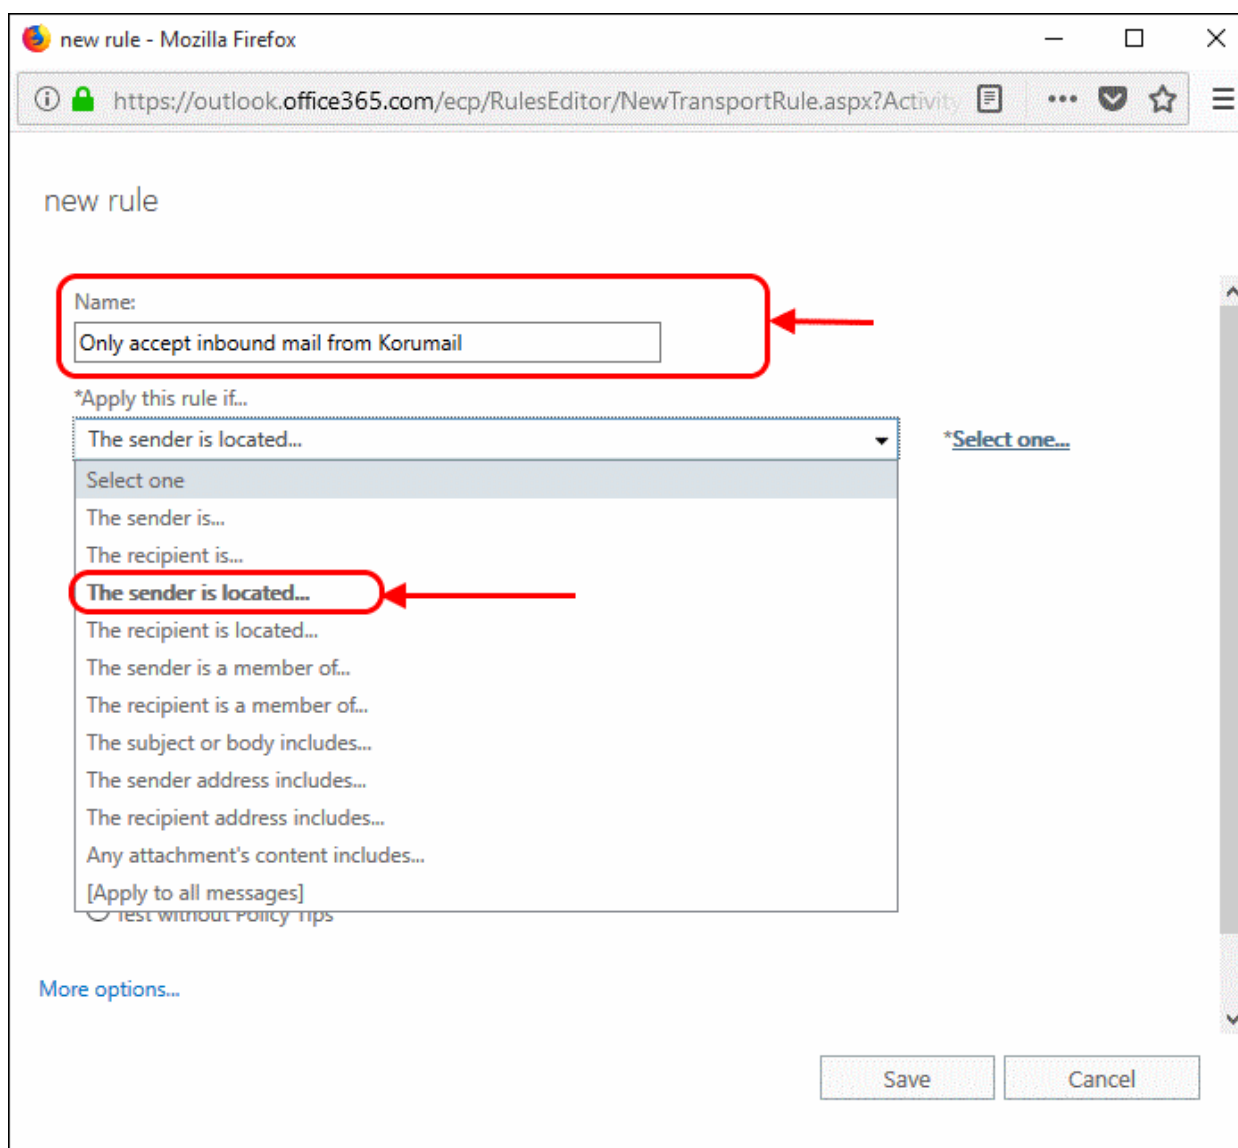 new rule - Mozilla Firefox
https://outlook.office365.com/ecp/RulesEditor/NewTransportRule.aspx?Activity
new rule
Name:
Only accept inbound mail from Korumail
*Apply this rule if...
The sender is located...
*Select one...
Select one
The sender is...
The recipient is...
The sender is located...
The recipient is located...
The sender is a member of...
The recipient is a member of...
The subject or body includes...
The sender address includes...
The recipient address includes...
Any attachment's content includes...
[Apply to all messages]
Test without Policy Tips
More options...
Save
Cancel